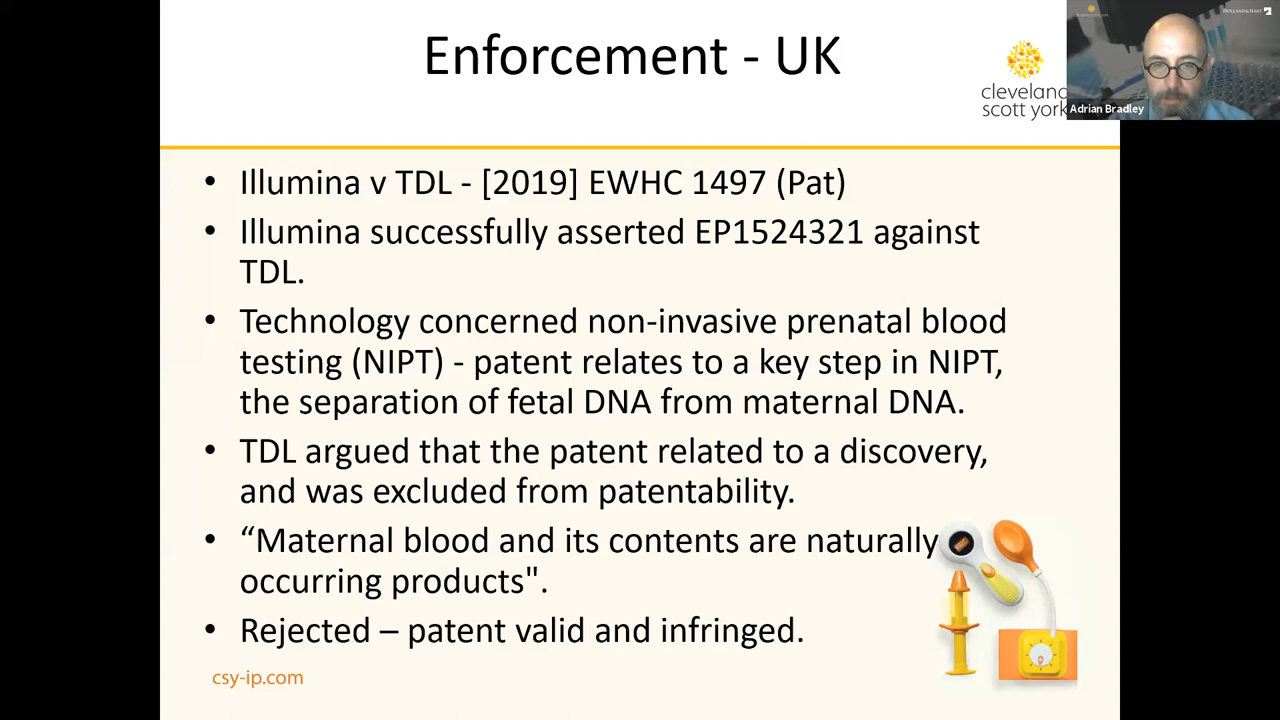 Enforcement - UK
cleveland
scott york
HOLLAND&HART
Adrian Bradley
• Illumina v TDL - [2019] EWHC 1497 (Pat)
• Illumina successfully asserted EP1524321 against
TDL.
• Technology concerned non-invasive prenatal blood
testing (NIPT) - patent relates to a key step in NIPT,
the separation of fetal DNA from maternal DNA.
• TDL argued that the patent related to a discovery,
and was excluded from patentability.
• “Maternal blood and its contents are naturally
occurring products".
• Rejected – patent valid and infringed.
csy-ip.com